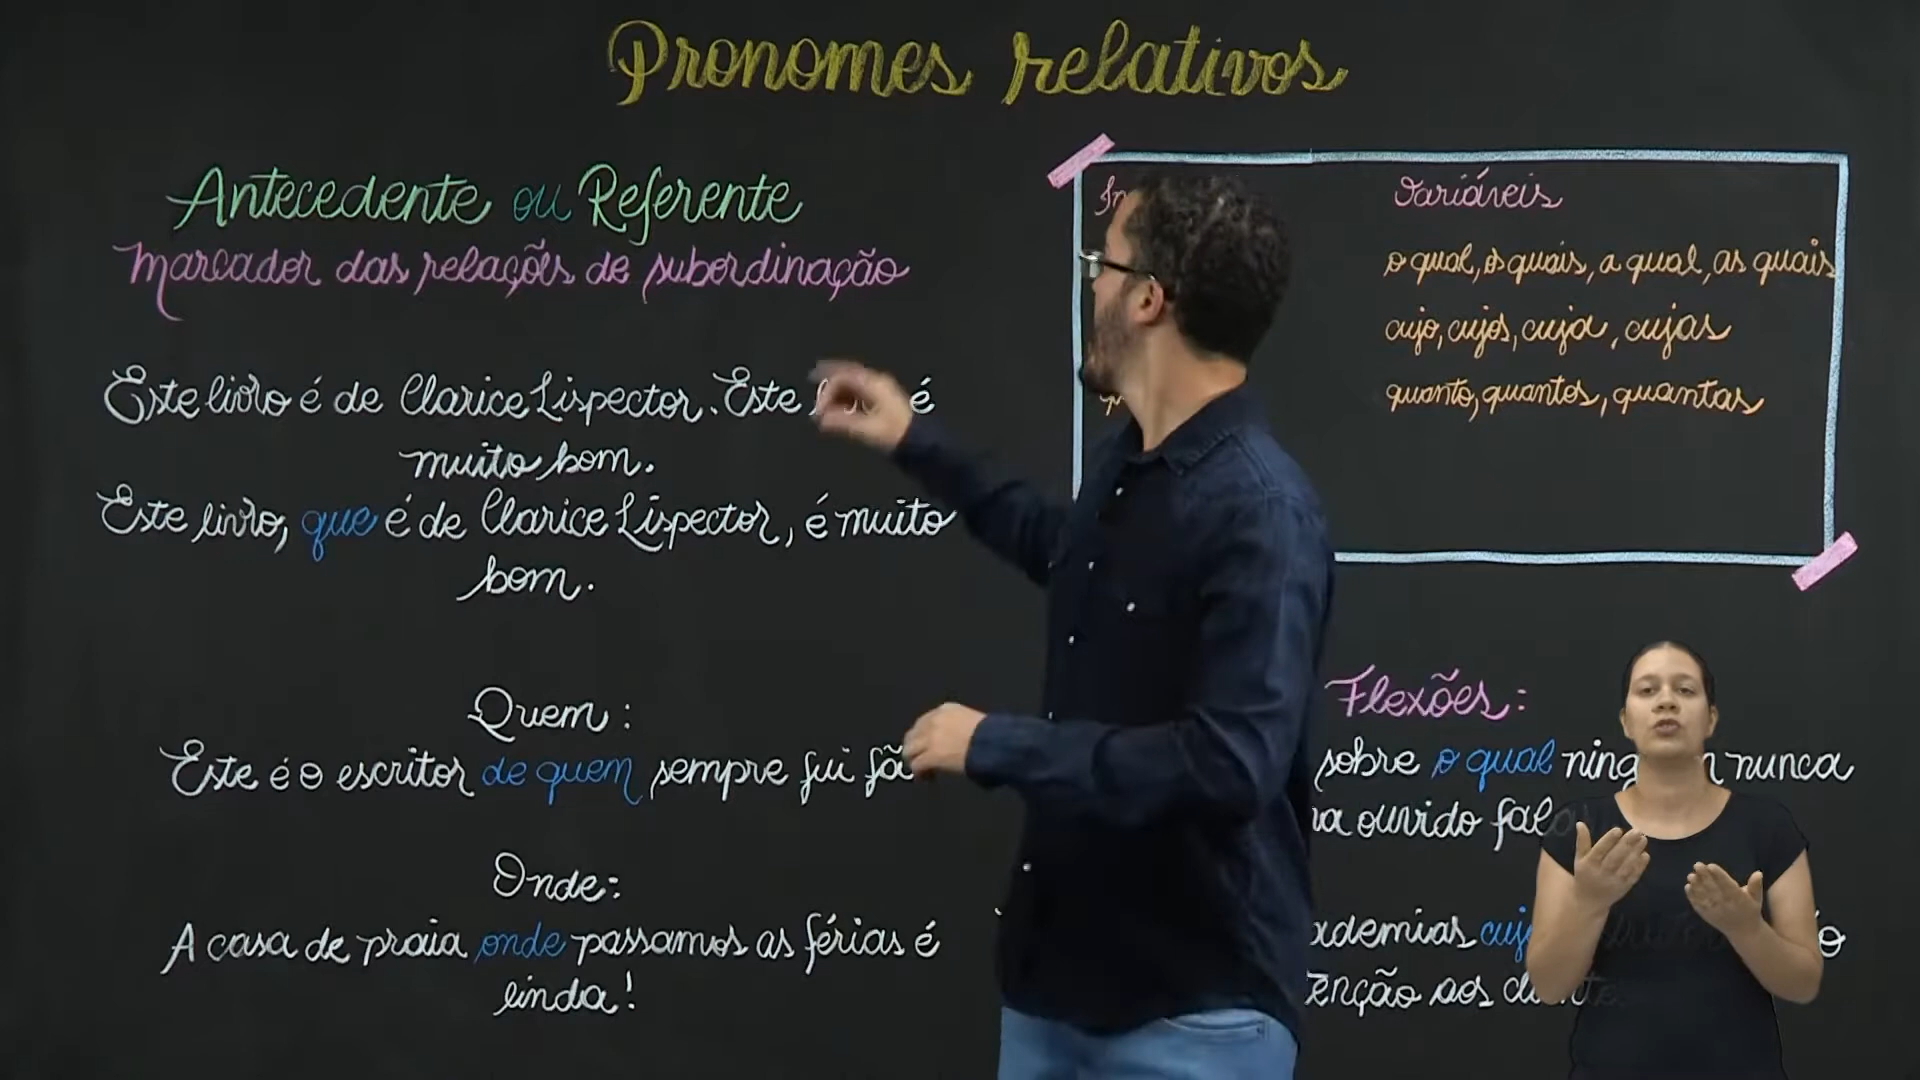 Pronomes relativos
Antecedente ou Referente
Marcador das relações de subordinação
Este livro é de Clarice Lispector. Este é
muito bom.
Este livro, que é de Clarice Lispector, é muito
bom.
Quem:
Este é o escritor de quem sempre fui
Onde:
A casa de praia onde passamos as férias é
linda!
Variáveis
o qual, os quais, a qual, as quais
cujo, cujos, cuja, cujas
quanto, quantos, quantas
Flexões:
sobre o qual nunca
ouvido
aos